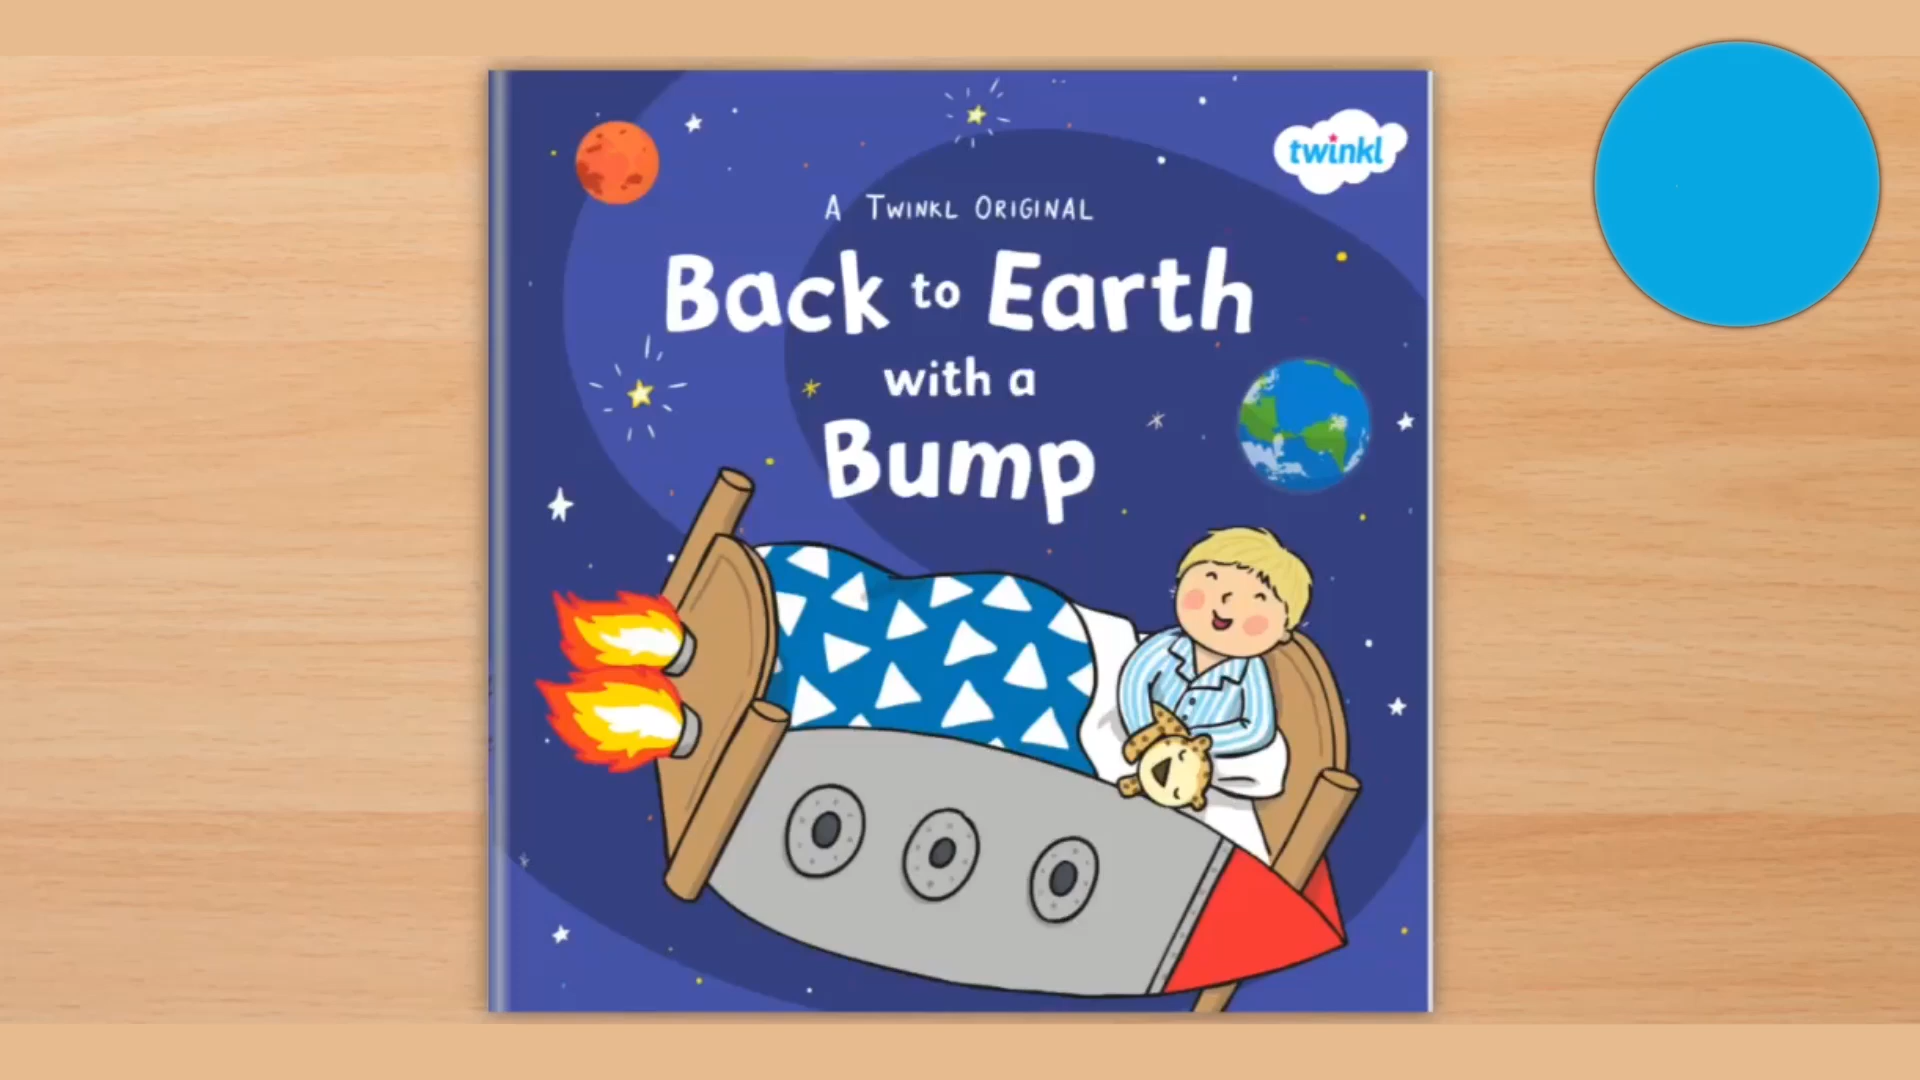 twinkl
A TWINKL ORIGINAL
Back to Earth
with a
Bump